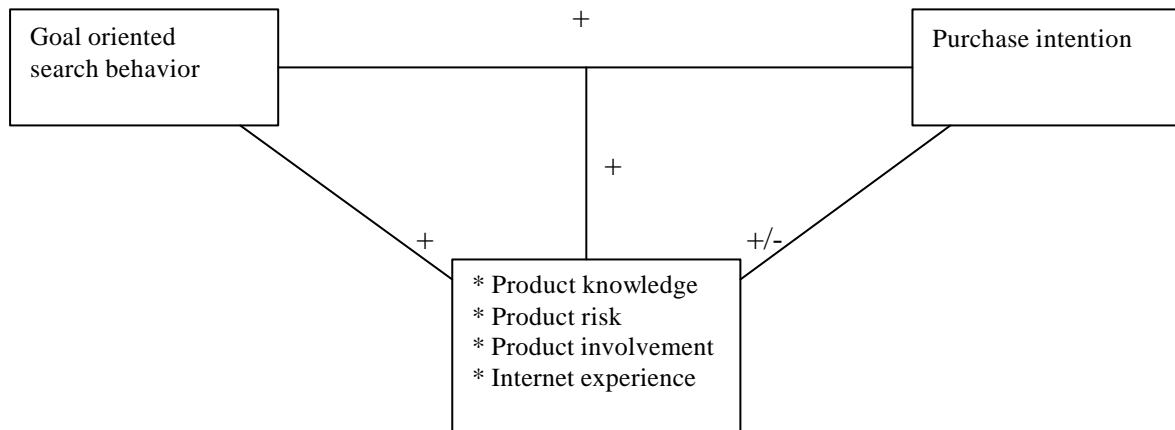 +
Goal oriented
search behavior
Purchase intention
+
+
+/-
* Product knowledge
* Product risk
* Product involvement
* Internet experience